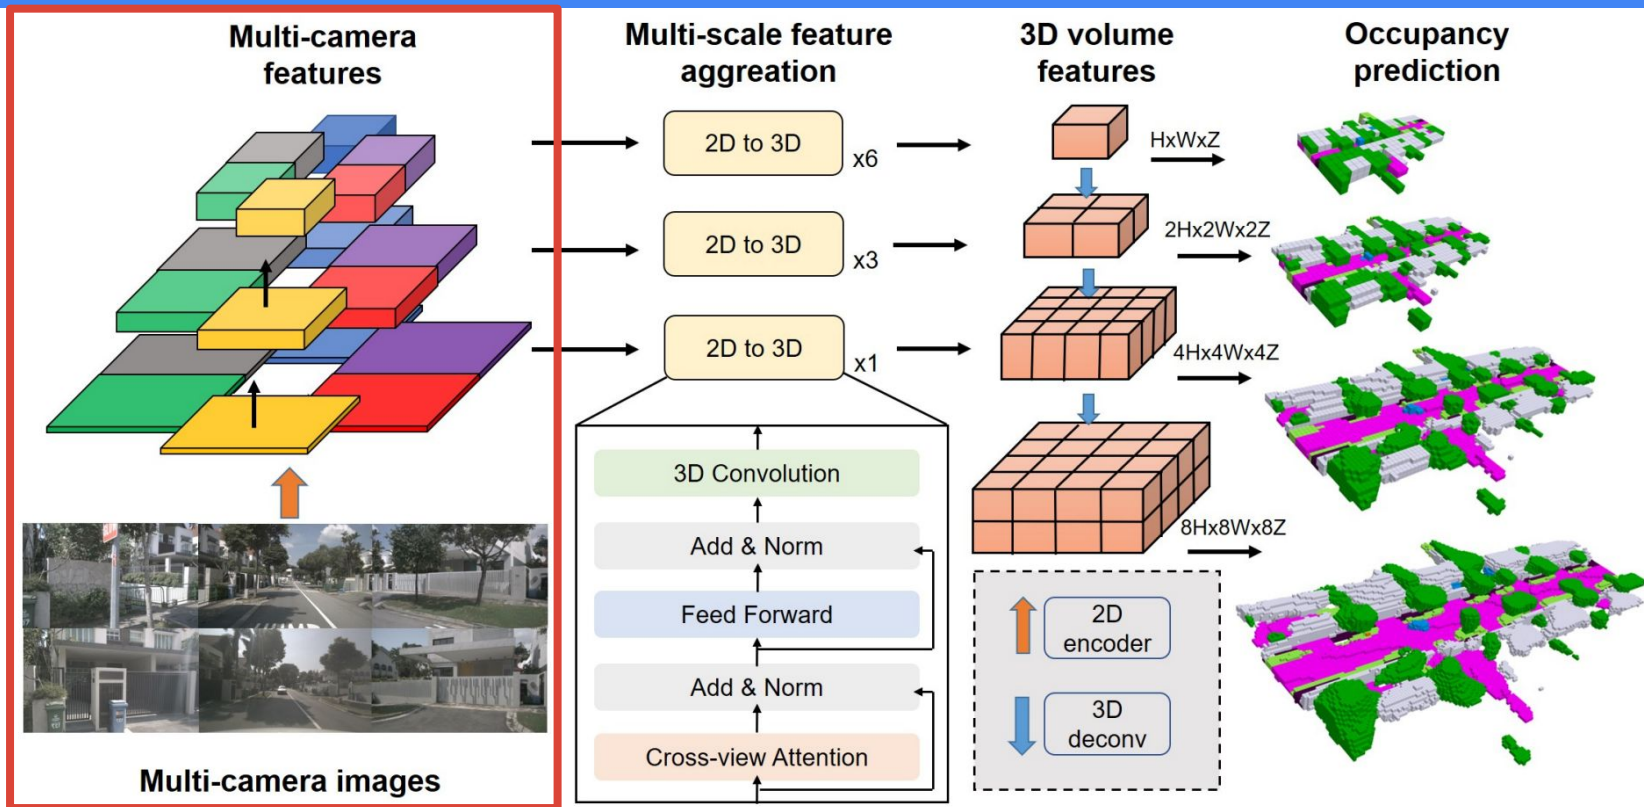 Multi-camera
features
Multi-camera images
Multi-scale feature
aggreation
2D to 3D
x6
2D to 3D
x3
2D to 3D
x1
3D Convolution
Add & Norm
Feed Forward
Add & Norm
Cross-view Attention
3D volume
features
HxWxZ
2Hx2Wx2Z
4Hx4Wx4Z
8Hx8Wx8Z
2D
encoder
3D
deconv
Occupancy
prediction